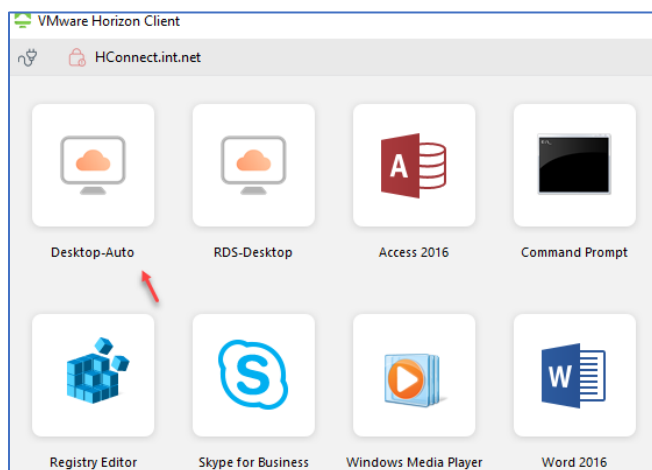 VMware Horizon Client
HConnect.int.net
Desktop-Auto
RDS-Desktop
Access 2016
Command Prompt
Registry Editor
Skype for Business
Windows Media Player
Word 2016